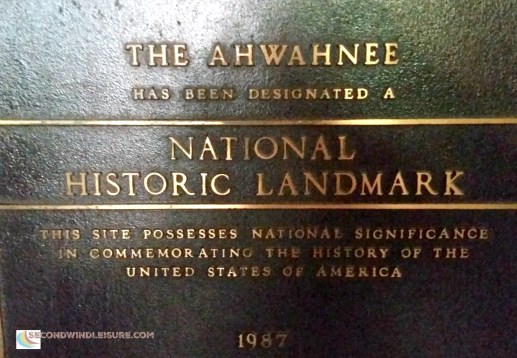 THE AHWAHNEE
HAS BEEN DESIGNATED A
NATIONAL
HISTORIC LANDMARK
THIS SITE POSSESSES NATIONAL SIGNIFICANCE
IN COMMEMORATING THE HISTORY OF THE
UNITED STATES OF AMERICA
1987
SECONDWINDLEISURE.COM